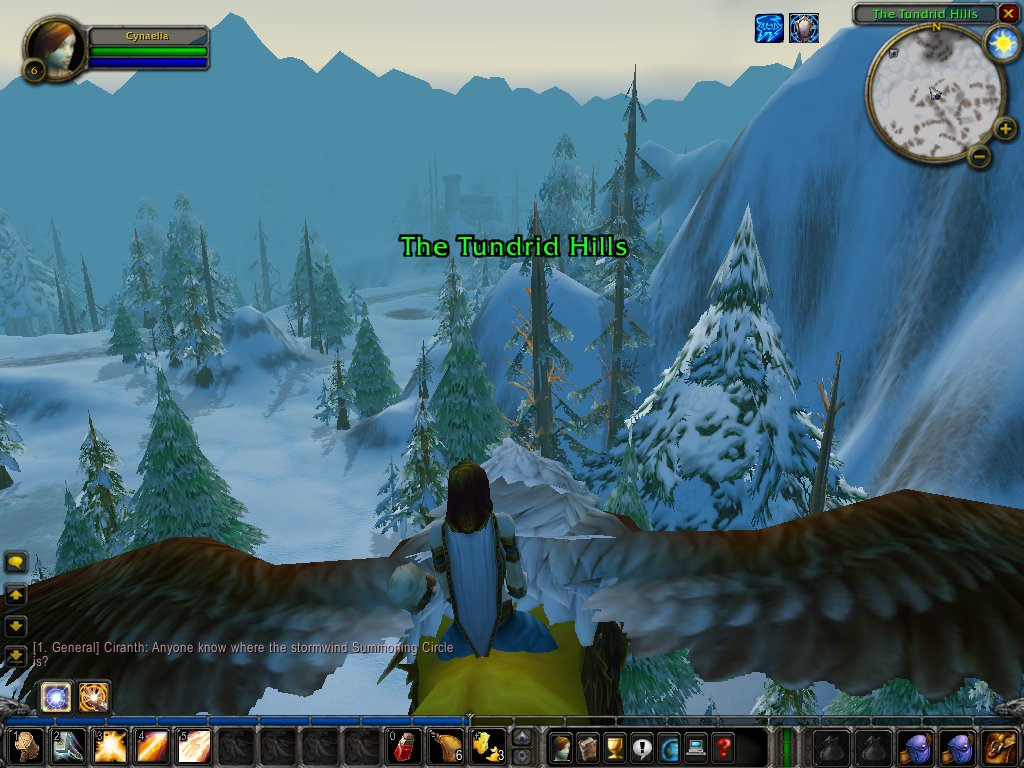 Cynaelia
6
The Tundrid Hills
N
The Tundrid Hills
[1. General] Ciranth: Anyone know where the stormwind Summoning Circle
is?
1 2 3 4 5 0 6 3